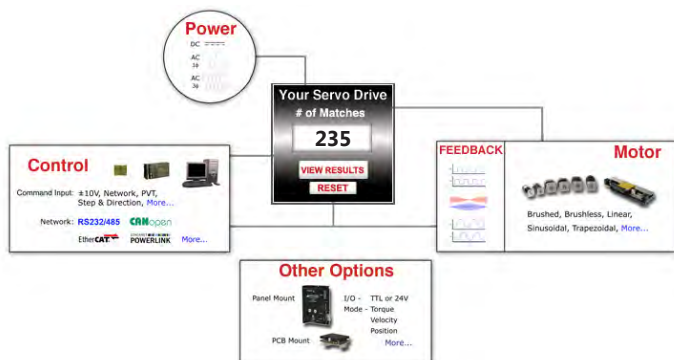 Power
DC
AC
1ø
AC
3ø
Your Servo Drive
# of Matches
235
VIEW RESULTS
RESET
Control
Command Input: ±10V, Network, PVT,
Step & Direction, More...
Network: RS232/485 CANopen
EtherCAT POWERLINK More...
FEEDBACK
Motor
Brushed, Brushless, Linear,
Sinusoidal, Trapezoidal, More...
Other Options
Panel Mount
I/O - TTL or 24V
Mode - Torque
Velocity
Position
PCB Mount
More...